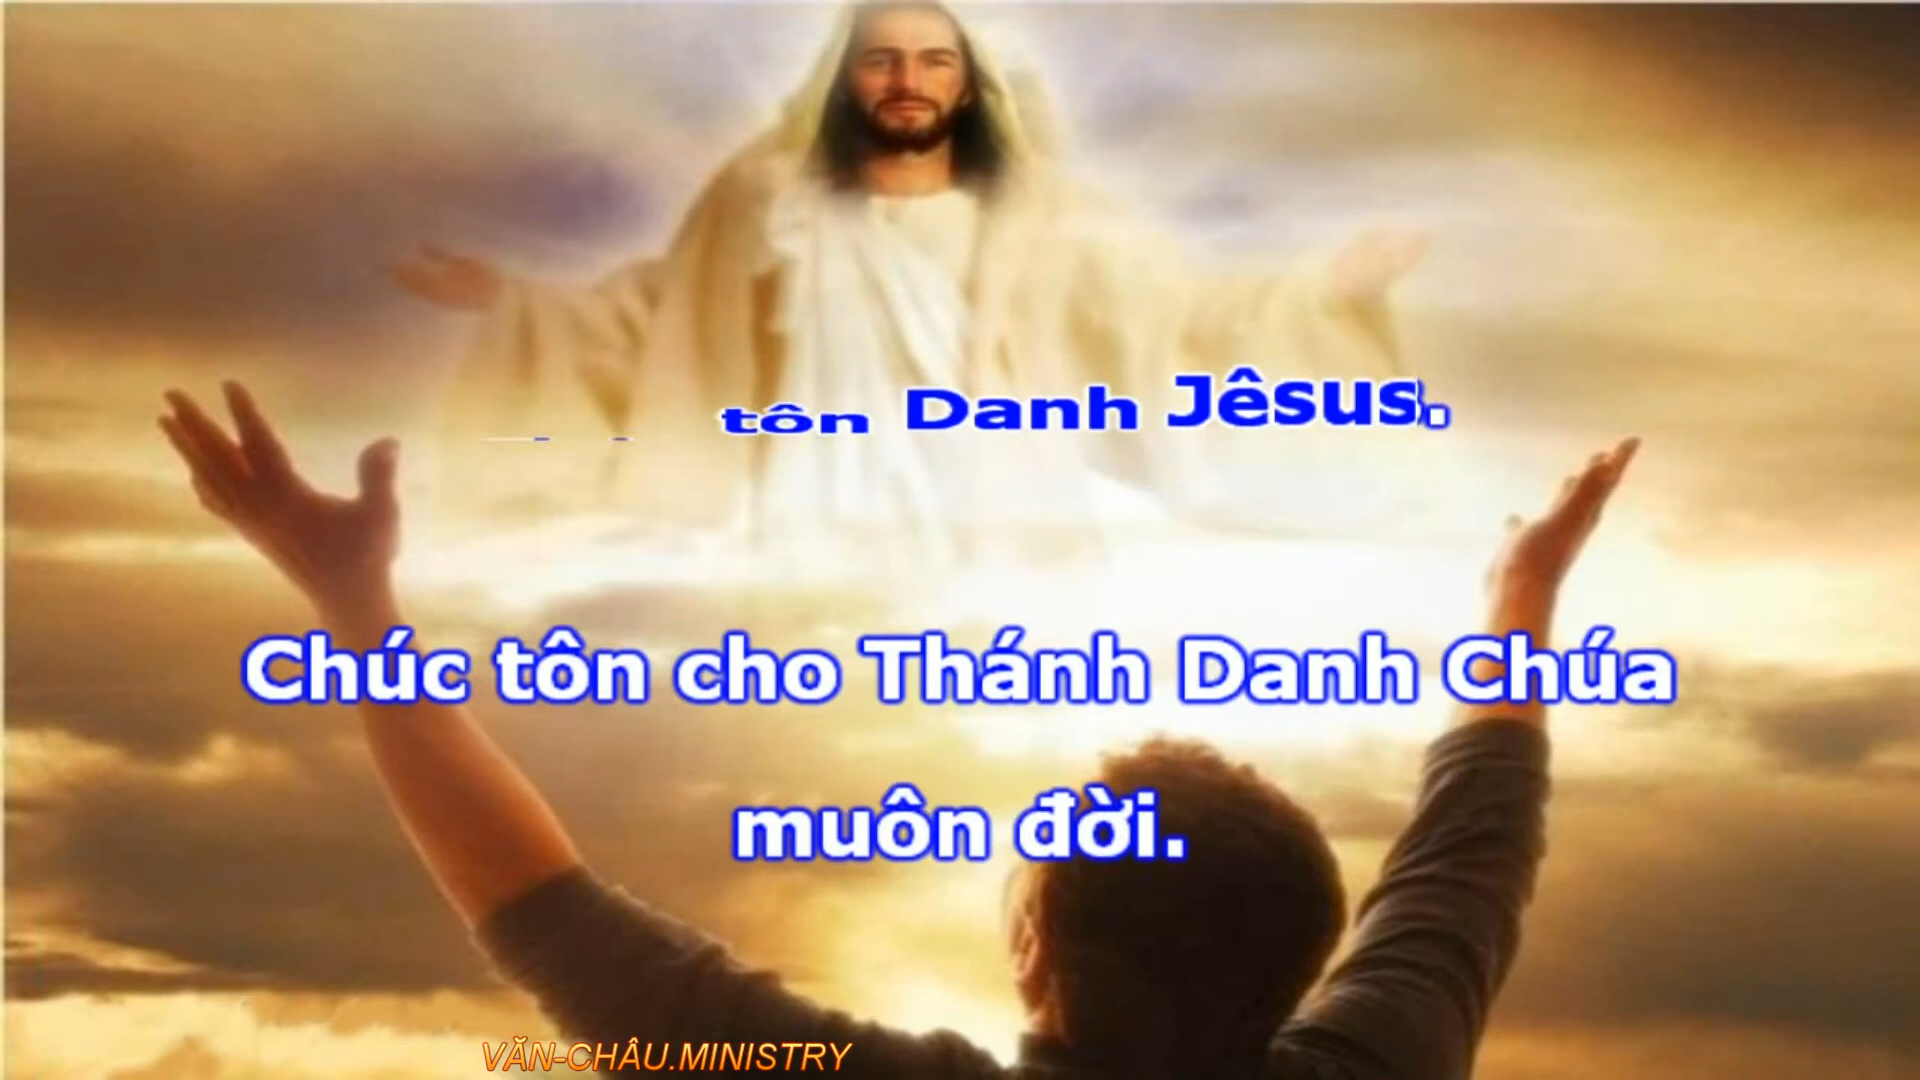 tôn Danh Jêsus.
Chúc tôn cho Thánh Danh Chúa
muôn đời.
VĂN-CHÂU.MINISTRY